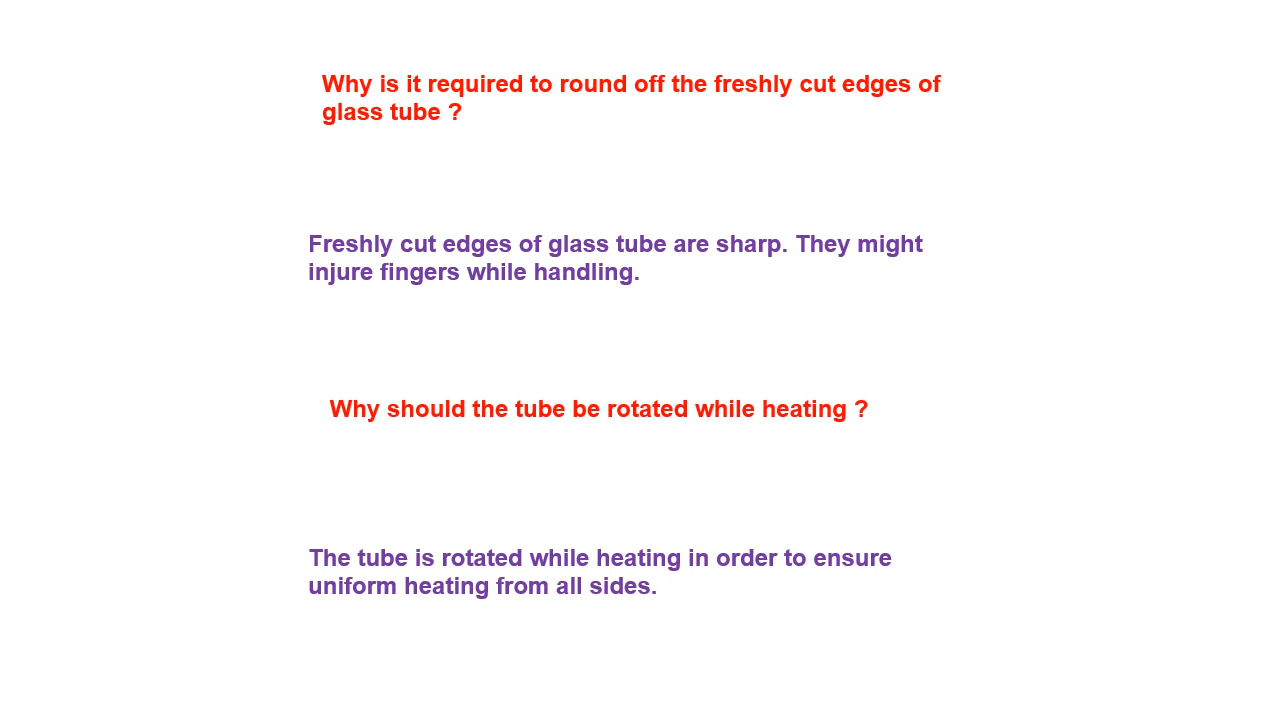 Why is it required to round off the freshly cut edges of
glass tube ?
Freshly cut edges of glass tube are sharp. They might
injure fingers while handling.
Why should the tube be rotated while heating ?
The tube is rotated while heating in order to ensure
uniform heating from all sides.